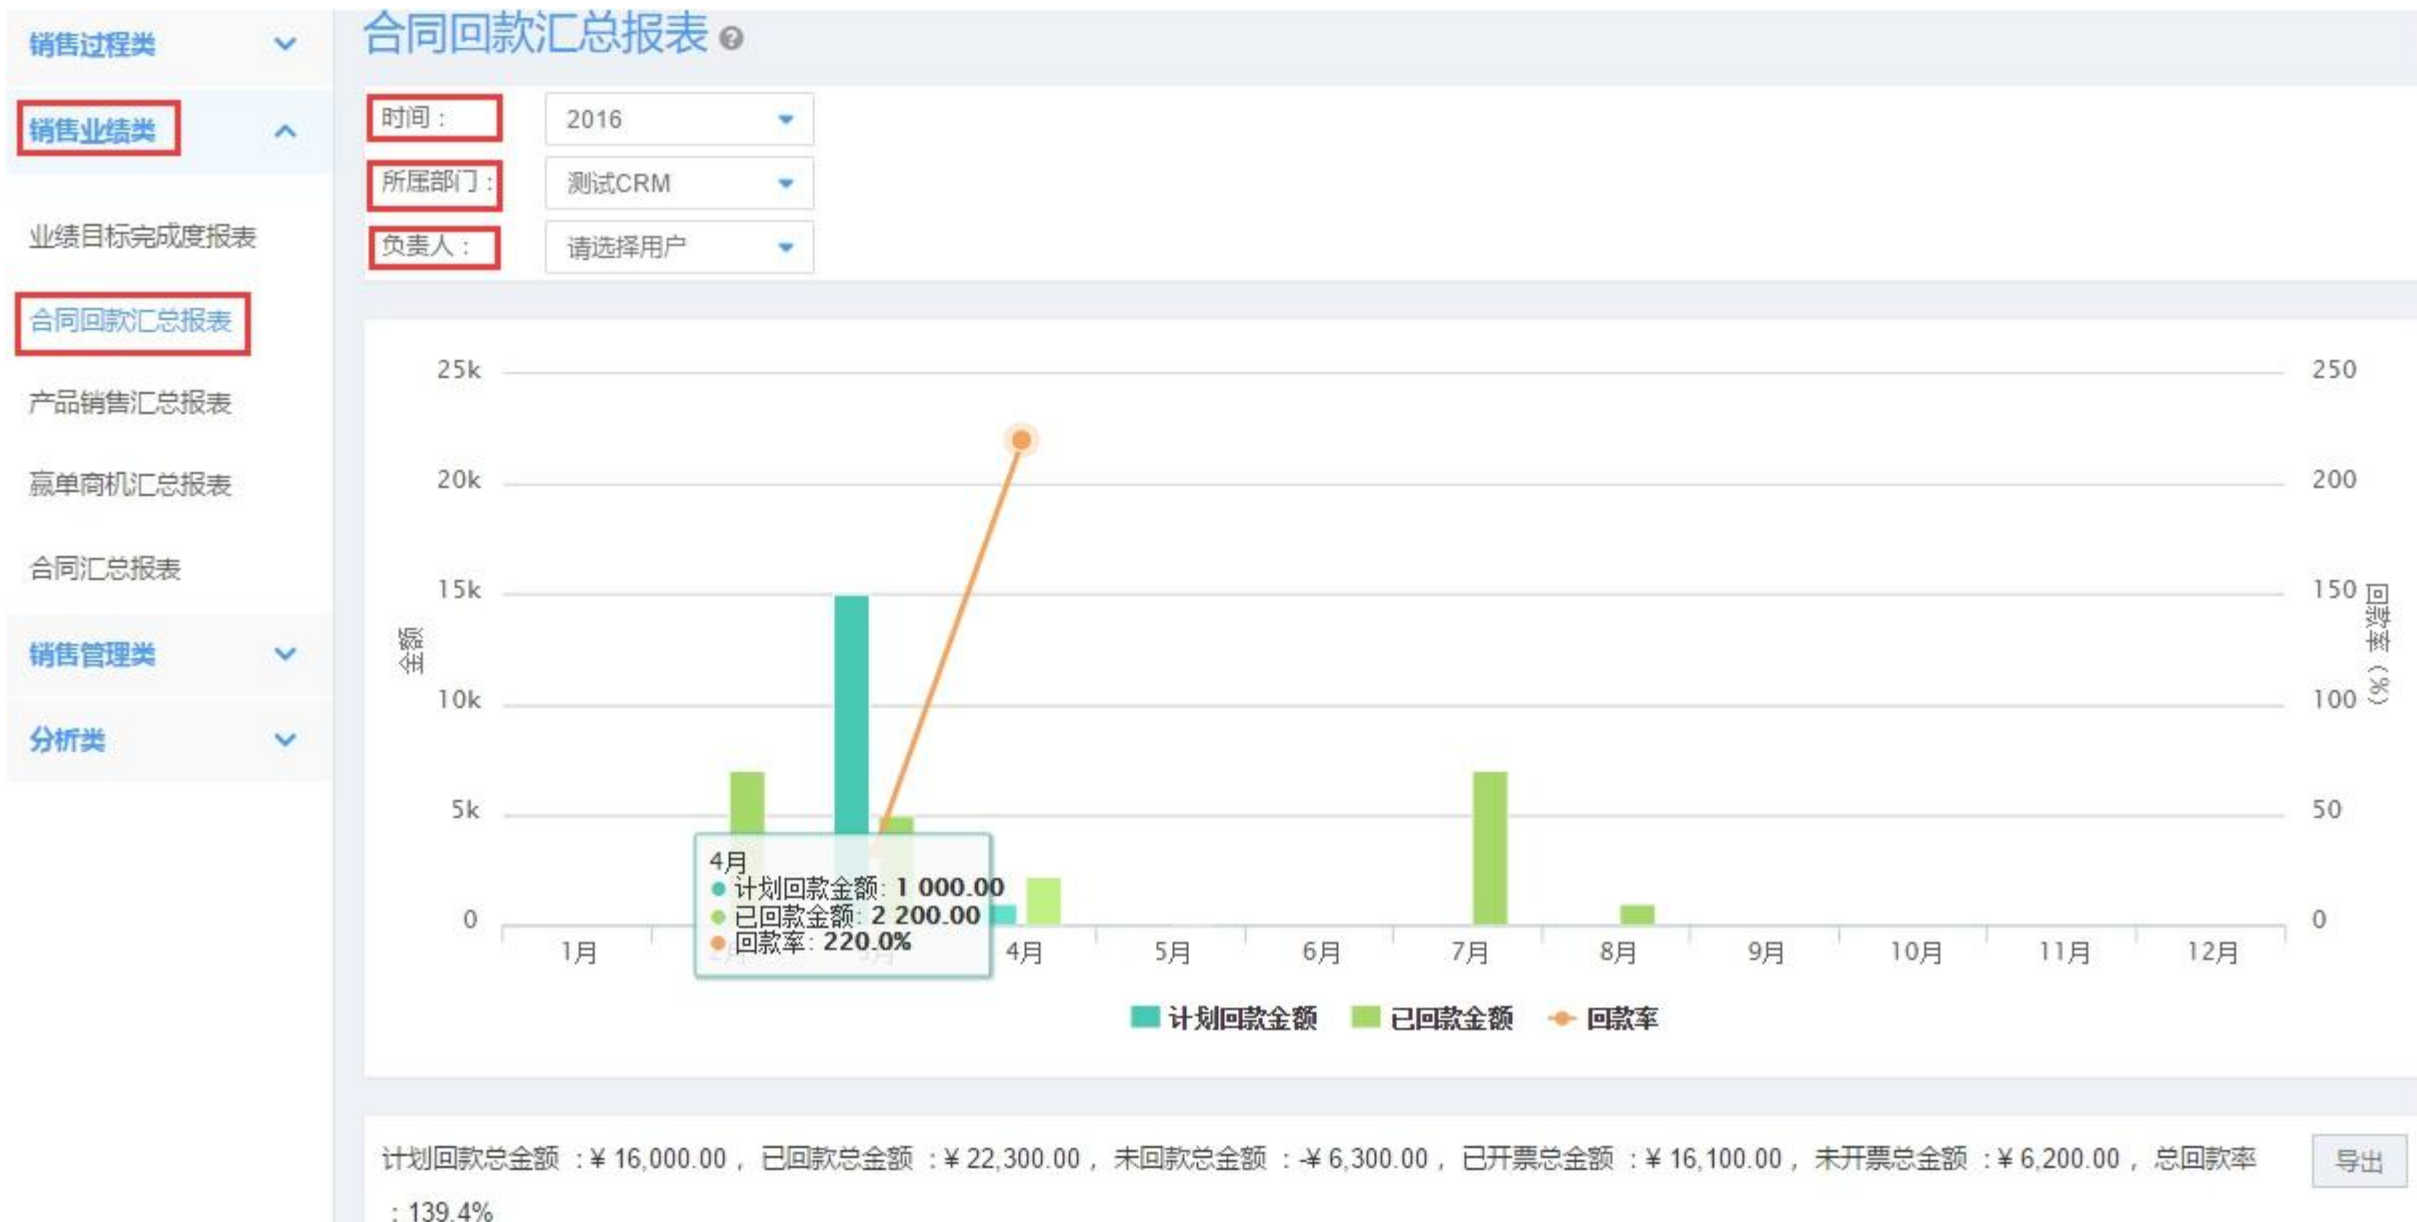 销售过程类
销售业绩类
业绩目标完成度报表
合同回款汇总报表
产品销售汇总报表
赢单商机汇总报表
合同汇总报表
销售管理类
分析类
合同回款汇总报表
时间： 2016
所属部门： 测试CRM
负责人： 请选择用户
25k 250
20k 200
15k 150
10k 100
5k 50
0 0
金额
回款率（%）
4月
计划回款金额: 1 000.00
已回款金额: 2 200.00
回款率: 220.0%
1月 2月 3月 4月 5月 6月 7月 8月 9月 10月 11月 12月
计划回款金额 已回款金额 回款率
计划回款总金额 ：¥ 16,000.00， 已回款总金额 ：¥ 22,300.00， 未回款总金额 ：-¥ 6,300.00， 已开票总金额 ：¥ 16,100.00， 未开票总金额 ：¥ 6,200.00， 总回款率
：139.4%
导出